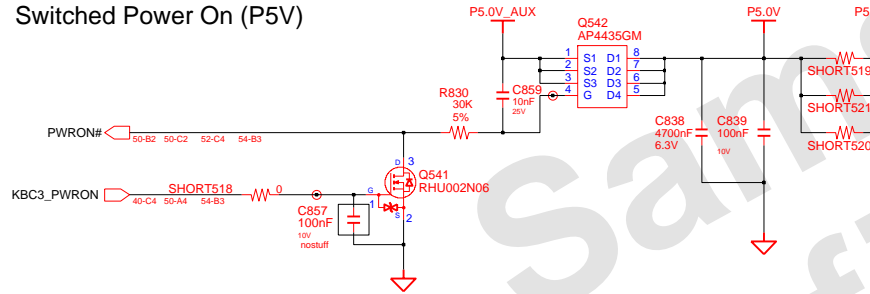 Switched Power On (P5V)
P5.0V_AUX
P5.0V
P5
Q542
AP4435GM
1 S1 D1 8
2 S2 D2 7
3 S3 D3 6
4 G D4 5
R830
30K
5%
C859
10nF
25V
SHORT519
SHORT521
SHORT520
C838
4700nF
6.3V
C839
100nF
10V
PWRON#
50-B2 50-C2 52-C4 54-B3
D 3
Q541
RHU002N06
G
1
S
2
KBC3_PWRON
40-C4 50-A4 54-B3
SHORT518
0
C857
100nF
10V
nostuff
Sams